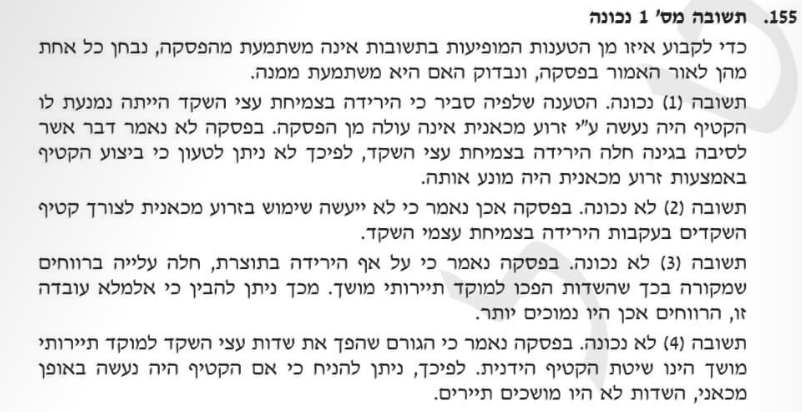 155. תשובה מס' 1 נכונה
כדי לקבוע איזו מן הטענות המופיעות בתשובות אינה משתמעת מהפסקה, נבחן כל אחת
מהן לאור האמור בפסקה, ונבדוק האם היא משתמעת ממנה.
תשובה (1) נכונה. הטענה שלפיה סביר כי הירידה בצמיחת עצי השקד הייתה נמנעת לו
הקטיף היה נעשה ע"י זרוע מכאנית אינה עולה מן הפסקה. בפסקה לא נאמר דבר אשר
לסיבה בגינה חלה הירידה בצמיחת עצי השקד, לפיכך לא ניתן לטעון כי ביצוע הקטיף
באמצעות זרוע מכאנית היה מונע אותה.
תשובה (2) לא נכונה. בפסקה אכן נאמר כי לא ייעשה שימוש בזרוע מכאנית לצורך קטיף
השקדים בעקבות הירידה בצמיחת עצמי השקד.
תשובה (3) לא נכונה. בפסקה נאמר כי על אף הירידה בתוצרת, חלה עלייה ברווחים
שמקורה בכך שהשדות הפכו למוקד תיירותי מושך. מכך ניתן להבין כי אלמלא עובדה
זו, הרווחים אכן היו נמוכים יותר.
תשובה (4) לא נכונה. בפסקה נאמר כי הגורם שהפך את שדות עצי השקד למוקד תיירותי
מושך הינו שיטת הקטיף הידנית. לפיכך, ניתן להניח כי אם הקטיף היה נעשה באופן
מכאני, השדות לא היו מושכים תיירים.